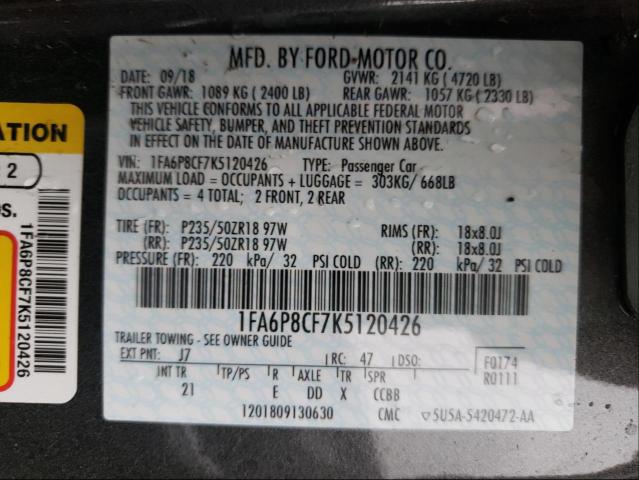 MFD. BY FORD MOTOR CO.
DATE: 09/18 GVWR: 2141 KG (4720 LB)
FRONT GAWR: 1089 KG (2400 LB) REAR GAWR: 1057 KG (2330 LB)
THIS VEHICLE CONFORMS TO ALL APPLICABLE FEDERAL MOTOR
VEHICLE SAFETY, BUMPER, AND THEFT PREVENTION STANDARDS
IN EFFECT ON THE DATE OF MANUFACTURE SHOWN ABOVE.
VIN: 1FA6P8CF7K5120426 TYPE: Passenger Car
MAXIMUM LOAD = OCCUPANTS + LUGGAGE = 303KG/ 668LB
OCCUPANTS = 4 TOTAL; 2 FRONT, 2 REAR
TIRE (FR): P235/50ZR18 97W RIMS (FR): 18x8.0J
(RR): P235/50ZR18 97W (RR): 18x8.0J
PRESSURE (FR): 220 kPa/ 32 PSI COLD (RR): 220 kPa/ 32 PSI COLD
1FA6P8CF7K5120426
TRAILER TOWING - SEE OWNER GUIDE
EXT PNT: J7 RC: 47 DSO: F0174
R0111
INT TR TP/PS R AXLE TR SPR
21 E DD X CCBB
1201809130630 CMC ▽5U5A-5420472-AA
ATION
2
OS.
1FA6P8CF7K5120426